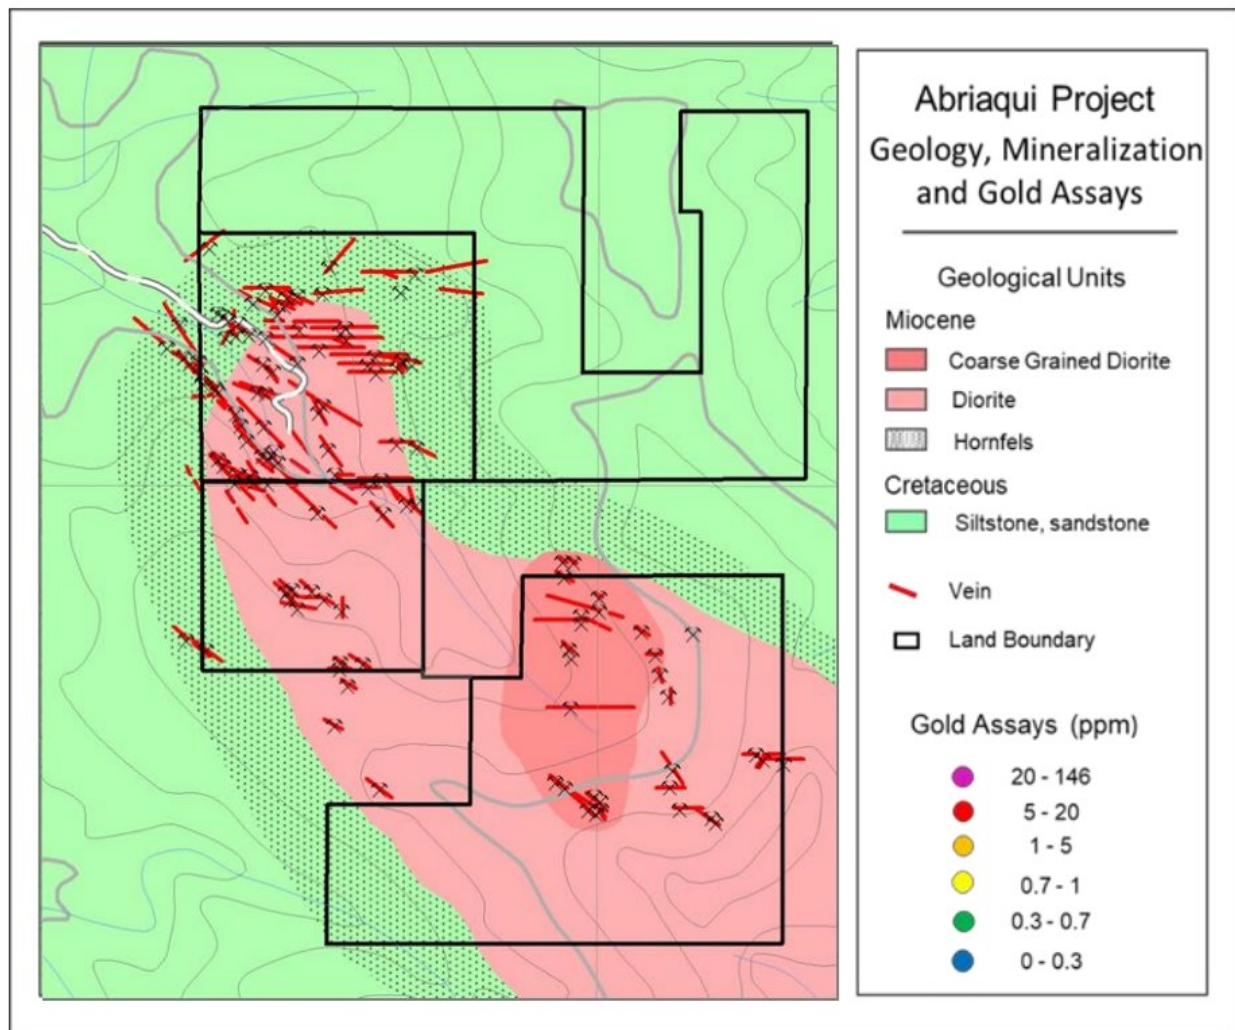 Abriaqui Project
Geology, Mineralization
and Gold Assays
Geological Units
Miocene
Coarse Grained Diorite
Diorite
Hornfels
Cretaceous
Siltstone, sandstone
Vein
Land Boundary
Gold Assays (ppm)
20 - 146
5 - 20
1 - 5
0.7 - 1
0.3 - 0.7
0 - 0.3